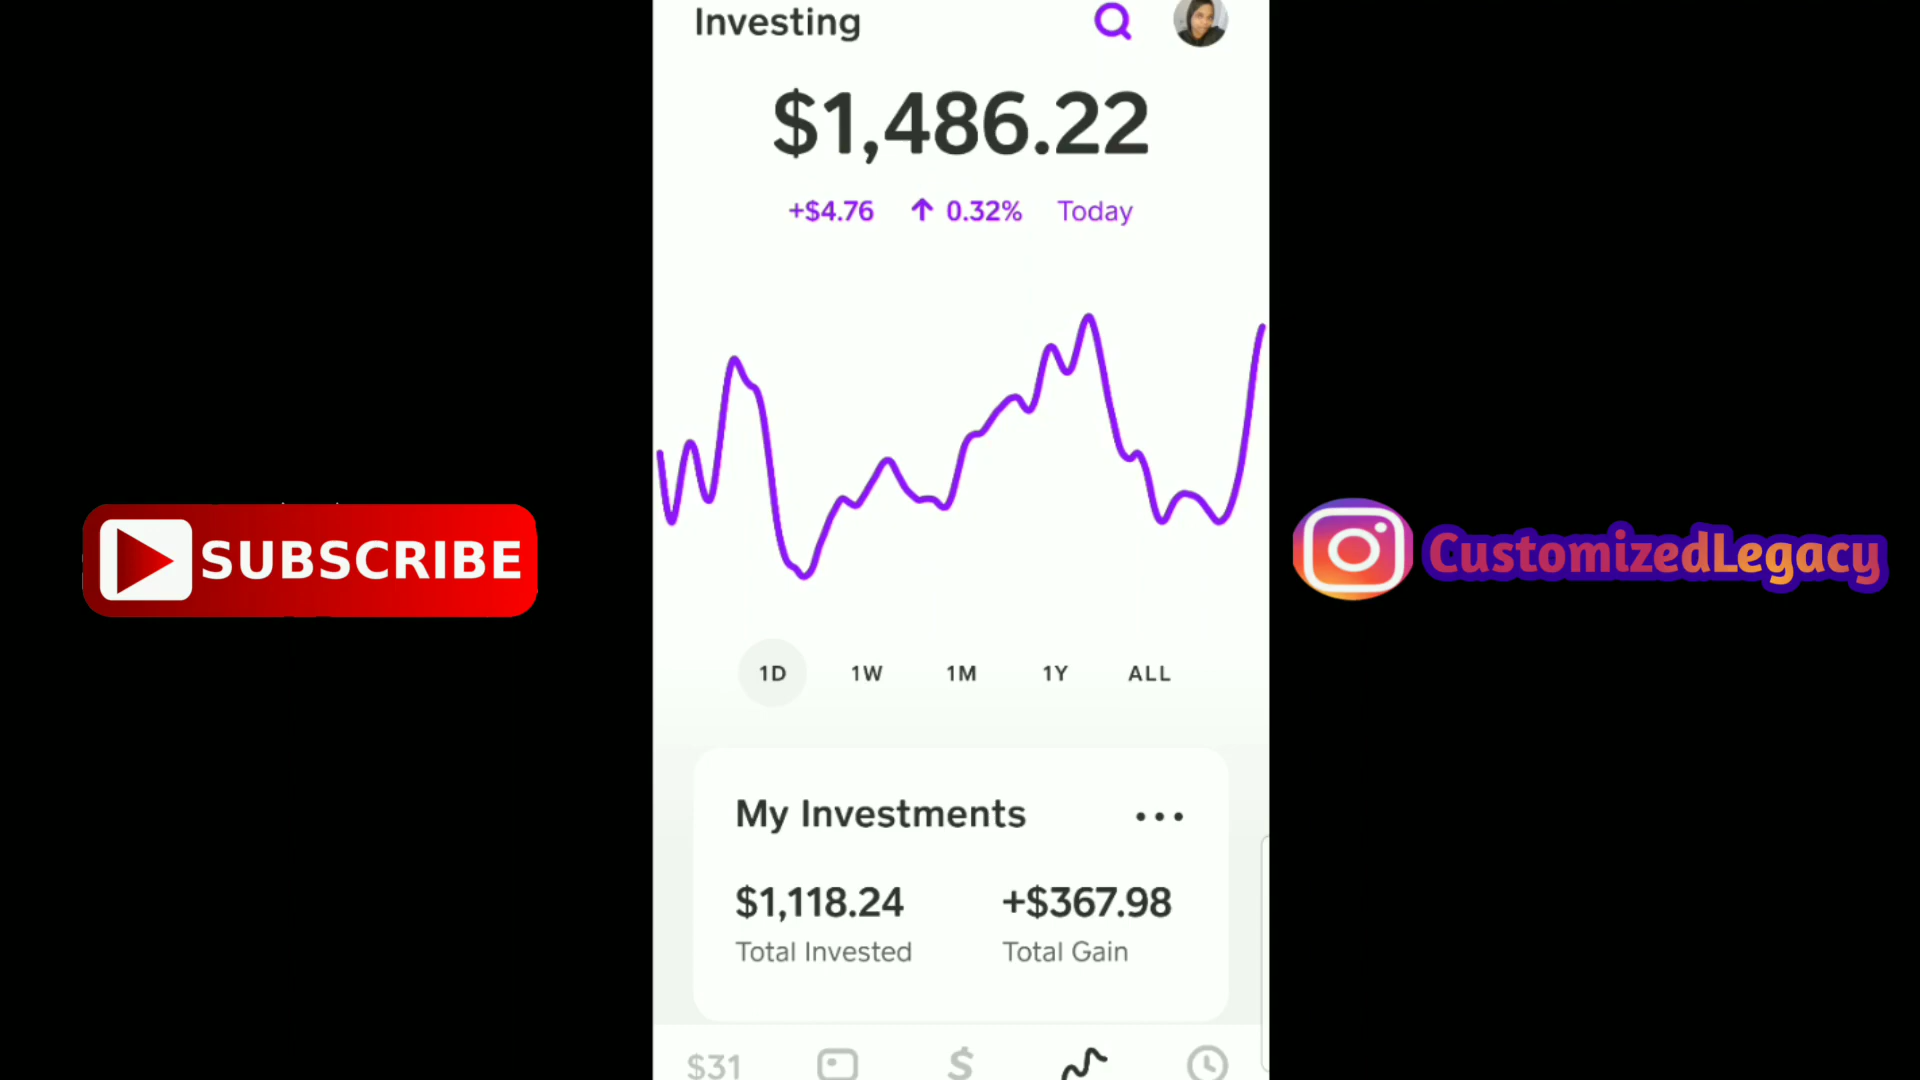 Investing
$1,486.22
+$4.76 ↑ 0.32% Today
SUBSCRIBE
CustomizedLegacy
1D 1W 1M 1Y ALL
My Investments
$1,118.24 +$367.98
Total Invested Total Gain
$31